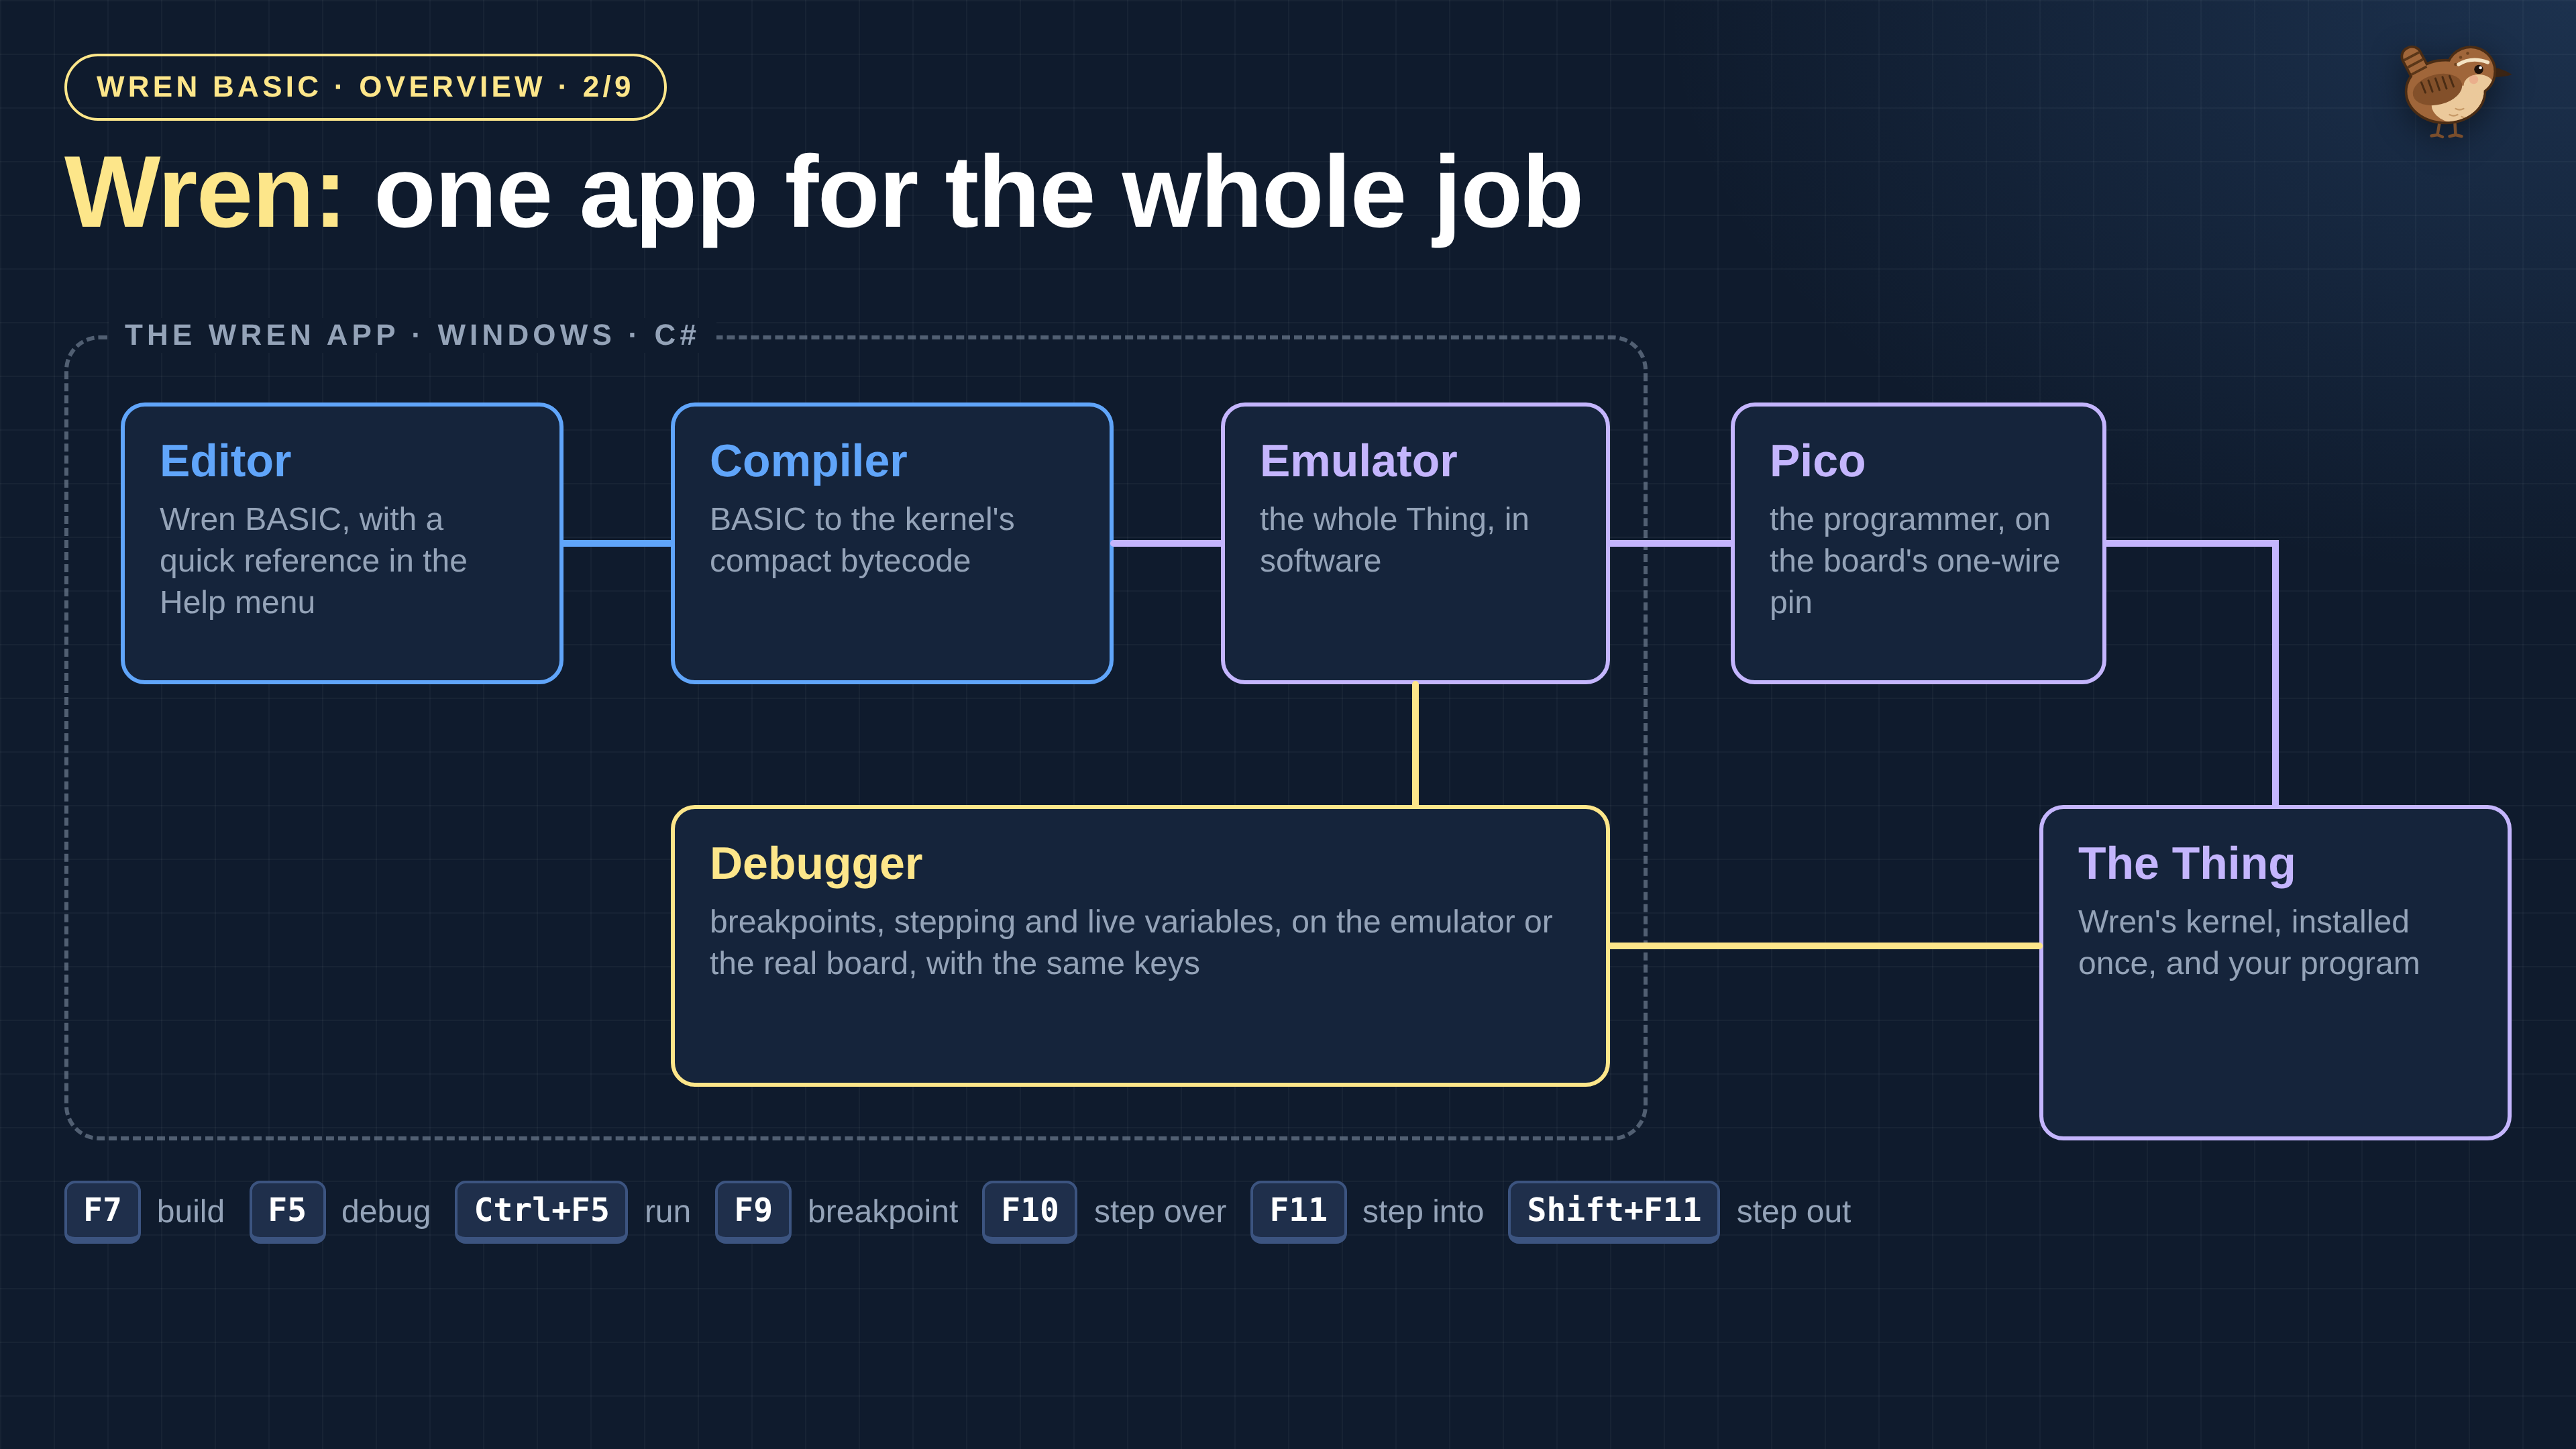 WREN BASIC · OVERVIEW · 2/9
Wren: one app for the whole job
THE WREN APP · WINDOWS · C#
Editor
Wren BASIC, with a
quick reference in the
Help menu
Compiler
BASIC to the kernel's
compact bytecode
Emulator
the whole Thing, in
software
Pico
the programmer, on
the board's one-wire
pin
Debugger
breakpoints, stepping and live variables, on the emulator or
the real board, with the same keys
The Thing
Wren's kernel, installed
once, and your program
F7 build F5 debug Ctrl+F5 run F9 breakpoint F10 step over F11 step into Shift+F11 step out